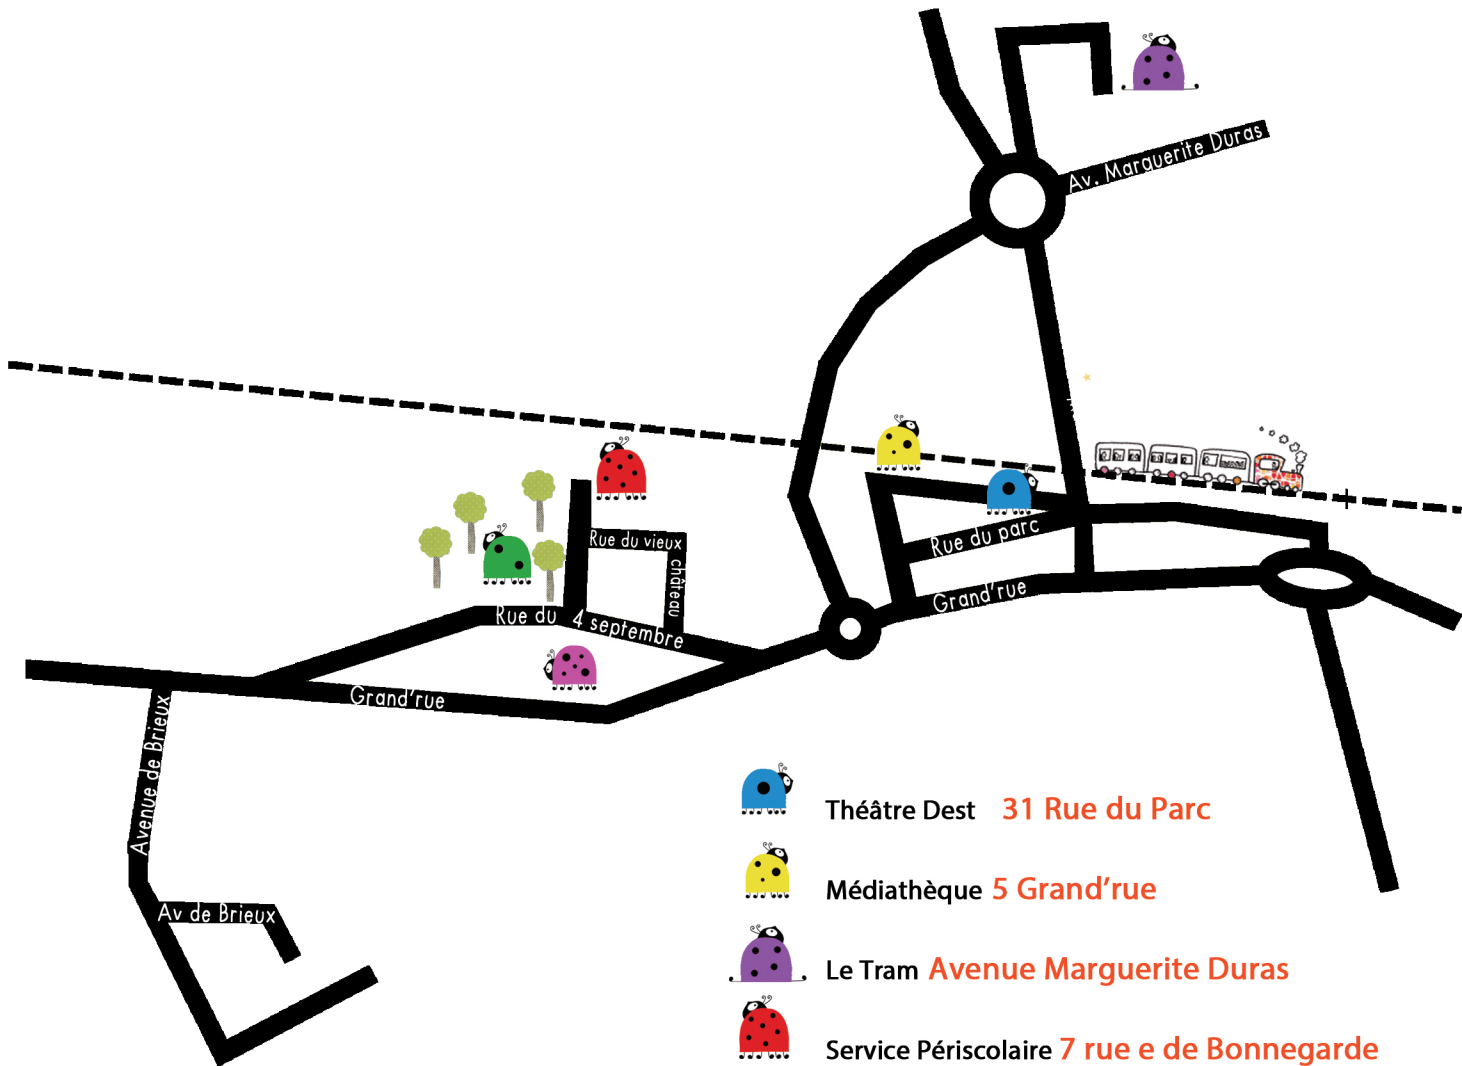 Av. Marguerite Duras
Rue du vieux
château
Rue du parc
Grand'rue
Rue du 4 septembre
Grand'rue
Avenue de Brieux
Av de Brieux
Théâtre Dest 31 Rue du Parc
Médiathèque 5 Grand'rue
Le Tram Avenue Marguerite Duras
Service Périscolaire 7 rue e de Bonnegarde